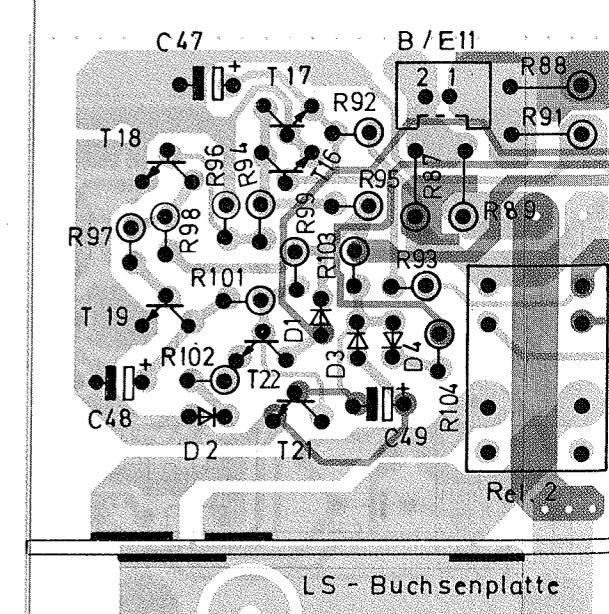 C47
B / E11
+
T17
2 1
R88
R92
R91
T18
R96
R94
T16
R87
R95
R97
R98
R99
R103
R89
R101
R93
T 19
D1
D3
D4
R102
T22
+
+
C48
R104
D2
T21
C49
Rel. 2
LS - Buchsenplatte